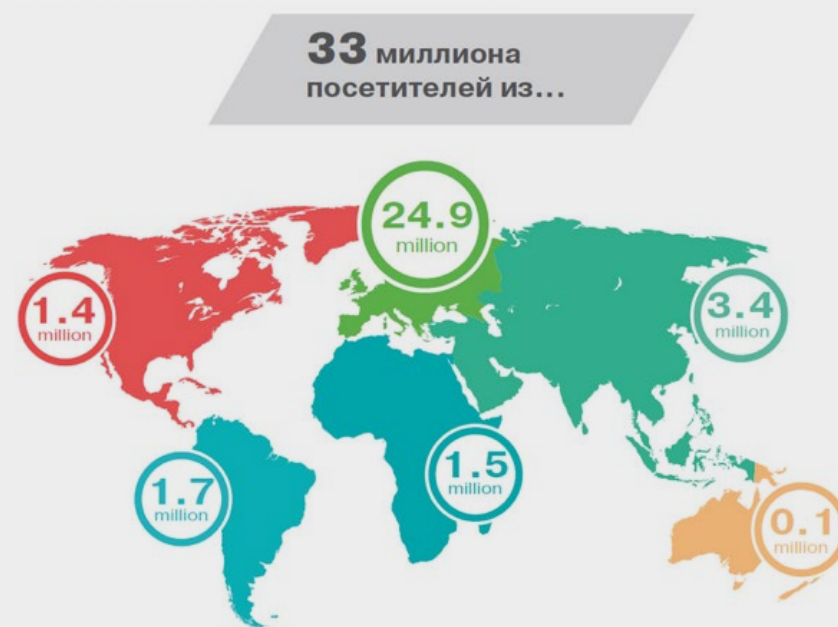 33 миллиона
посетителей из...
24.9
million
1.4
million
3.4
million
1.7
million
1.5
million
0.1
million